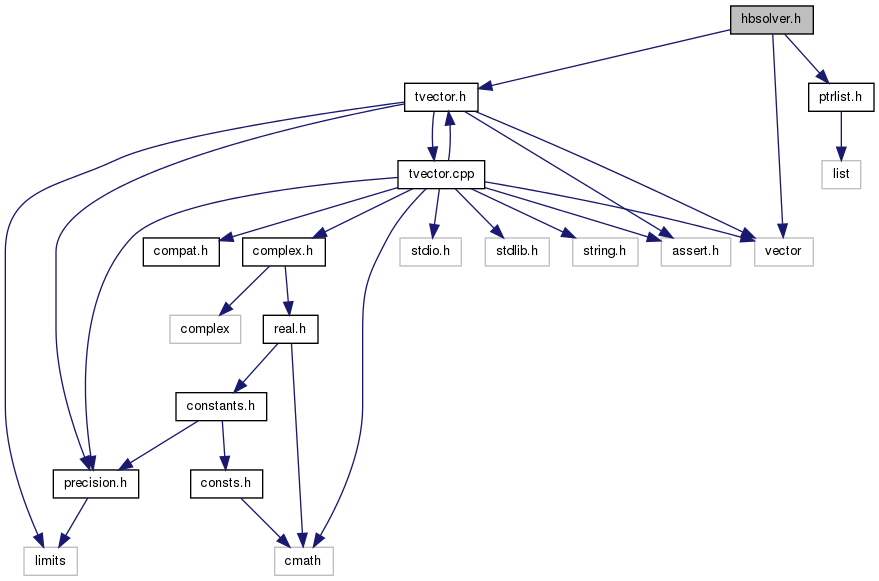 hbsolver.h
tvector.h
ptrlist.h
tvector.cpp
list
compat.h
complex.h
stdio.h
stdlib.h
string.h
assert.h
vector
complex
real.h
constants.h
precision.h
consts.h
limits
cmath